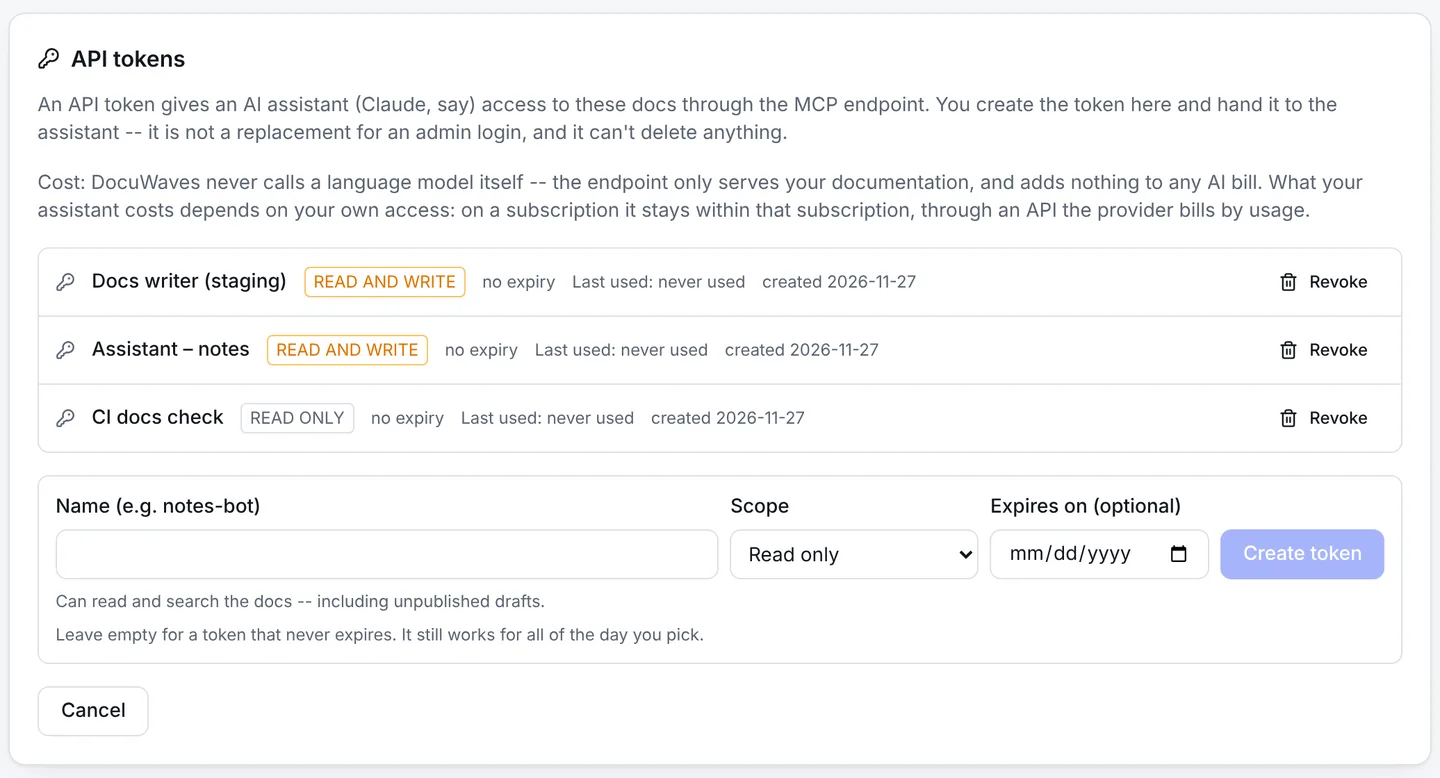 API tokens
An API token gives an AI assistant (Claude, say) access to these docs through the MCP endpoint. You create the token here and hand it to the
assistant -- it is not a replacement for an admin login, and it can't delete anything.
Cost: DocuWaves never calls a language model itself -- the endpoint only serves your documentation, and adds nothing to any AI bill. What your
assistant costs depends on your own access: on a subscription it stays within that subscription, through an API the provider bills by usage.
Docs writer (staging) READ AND WRITE no expiry Last used: never used created 2026-11-27 Revoke
Assistant – notes READ AND WRITE no expiry Last used: never used created 2026-11-27 Revoke
CI docs check READ ONLY no expiry Last used: never used created 2026-11-27 Revoke
Name (e.g. notes-bot) Scope Expires on (optional)
Read only mm/dd/yyyy Create token
Can read and search the docs -- including unpublished drafts.
Leave empty for a token that never expires. It still works for all of the day you pick.
Cancel